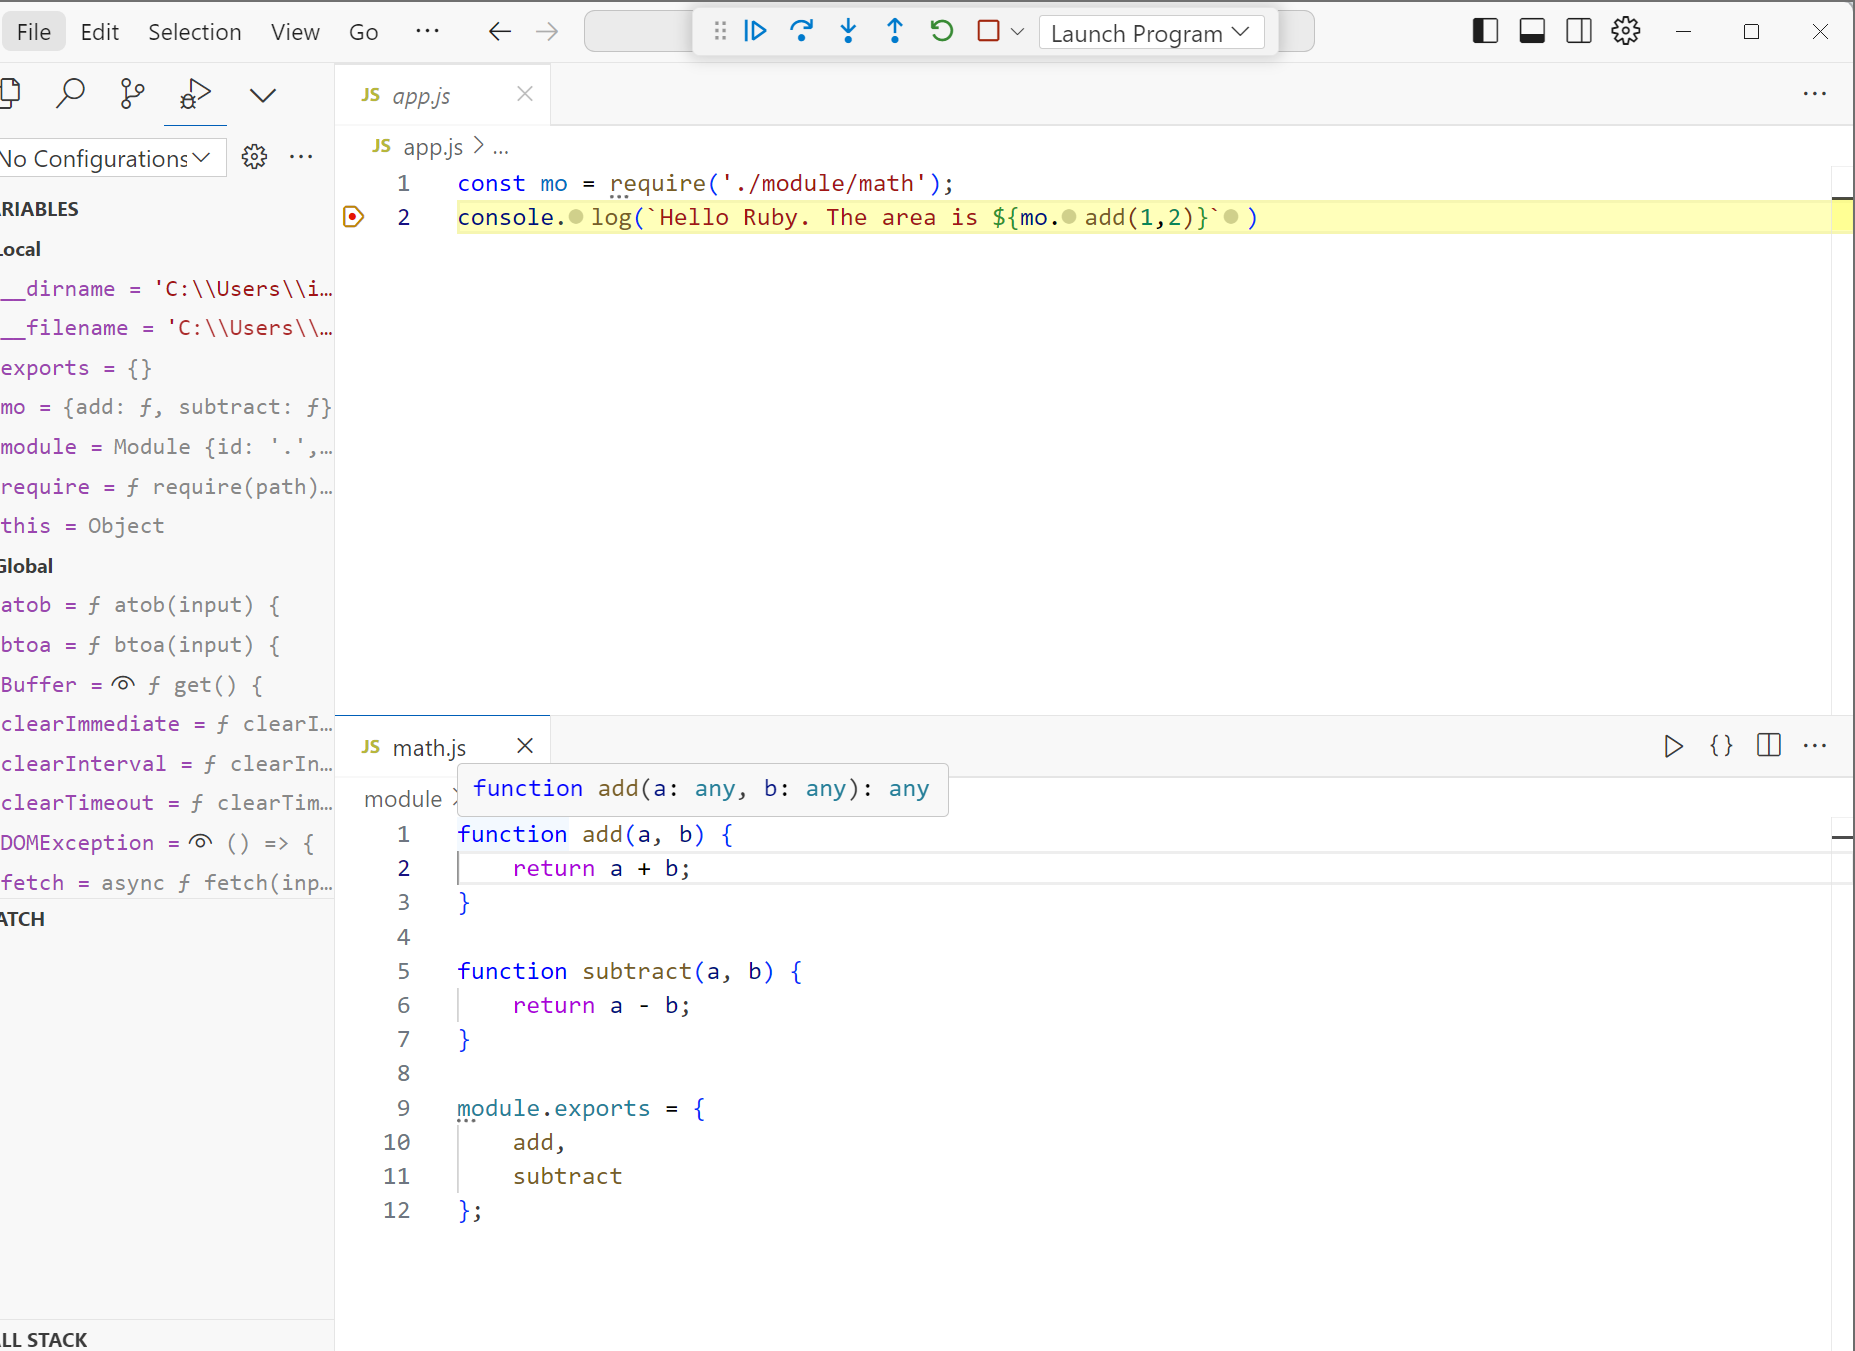 File Edit Selection View Go ...
Launch Program
No Configurations
RIABLES
Local
__dirname = 'C:\\Users\\i…
__filename = 'C:\\Users\\…
exports = {}
mo = {add: ƒ, subtract: ƒ}
module = Module {id: '.',…
require = ƒ require(path)…
this = Object
Global
atob = ƒ atob(input) {
btoa = ƒ btoa(input) {
Buffer = ƒ get() {
clearImmediate = ƒ clearI…
clearInterval = ƒ clearIn…
clearTimeout = ƒ clearTim…
DOMException = () => {
fetch = async ƒ fetch(inp…
ATCH
LL STACK
JS app.js
JS app.js > ...
1 const mo = require('./module/math');
2 console.log(`Hello Ruby. The area is ${mo.add(1,2)}` )
JS math.js
module >
function add(a: any, b: any): any
1 function add(a, b) {
2 return a + b;
3 }
4
5 function subtract(a, b) {
6 return a - b;
7 }
8
9 module.exports = {
10 add,
11 subtract
12 };